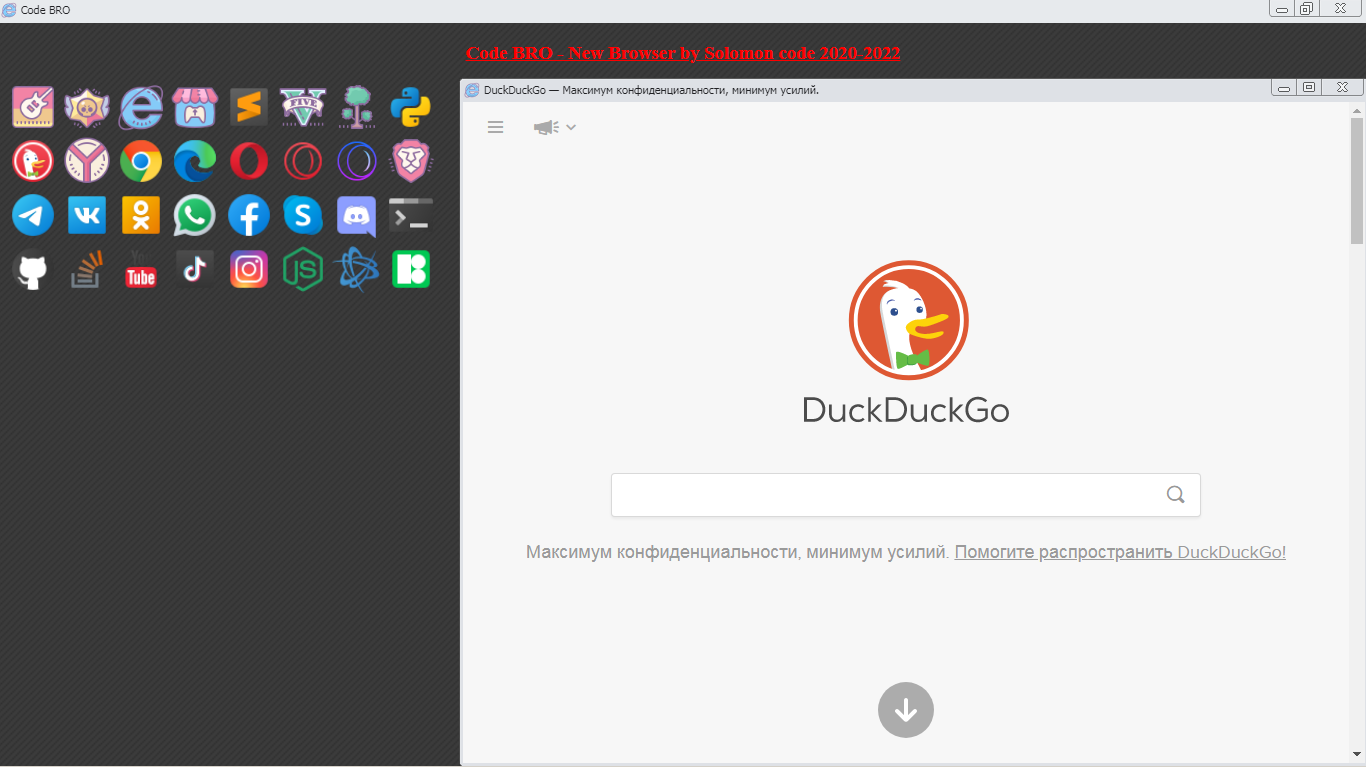 Code BRO
Code BRO - New Browser by Solomon code 2020-2022
DuckDuckGo — Максимум конфиденциальности, минимум усилий.
FIVE
You
Tube
DuckDuckGo
Максимум конфиденциальности, минимум усилий. Помогите распространить DuckDuckGo!